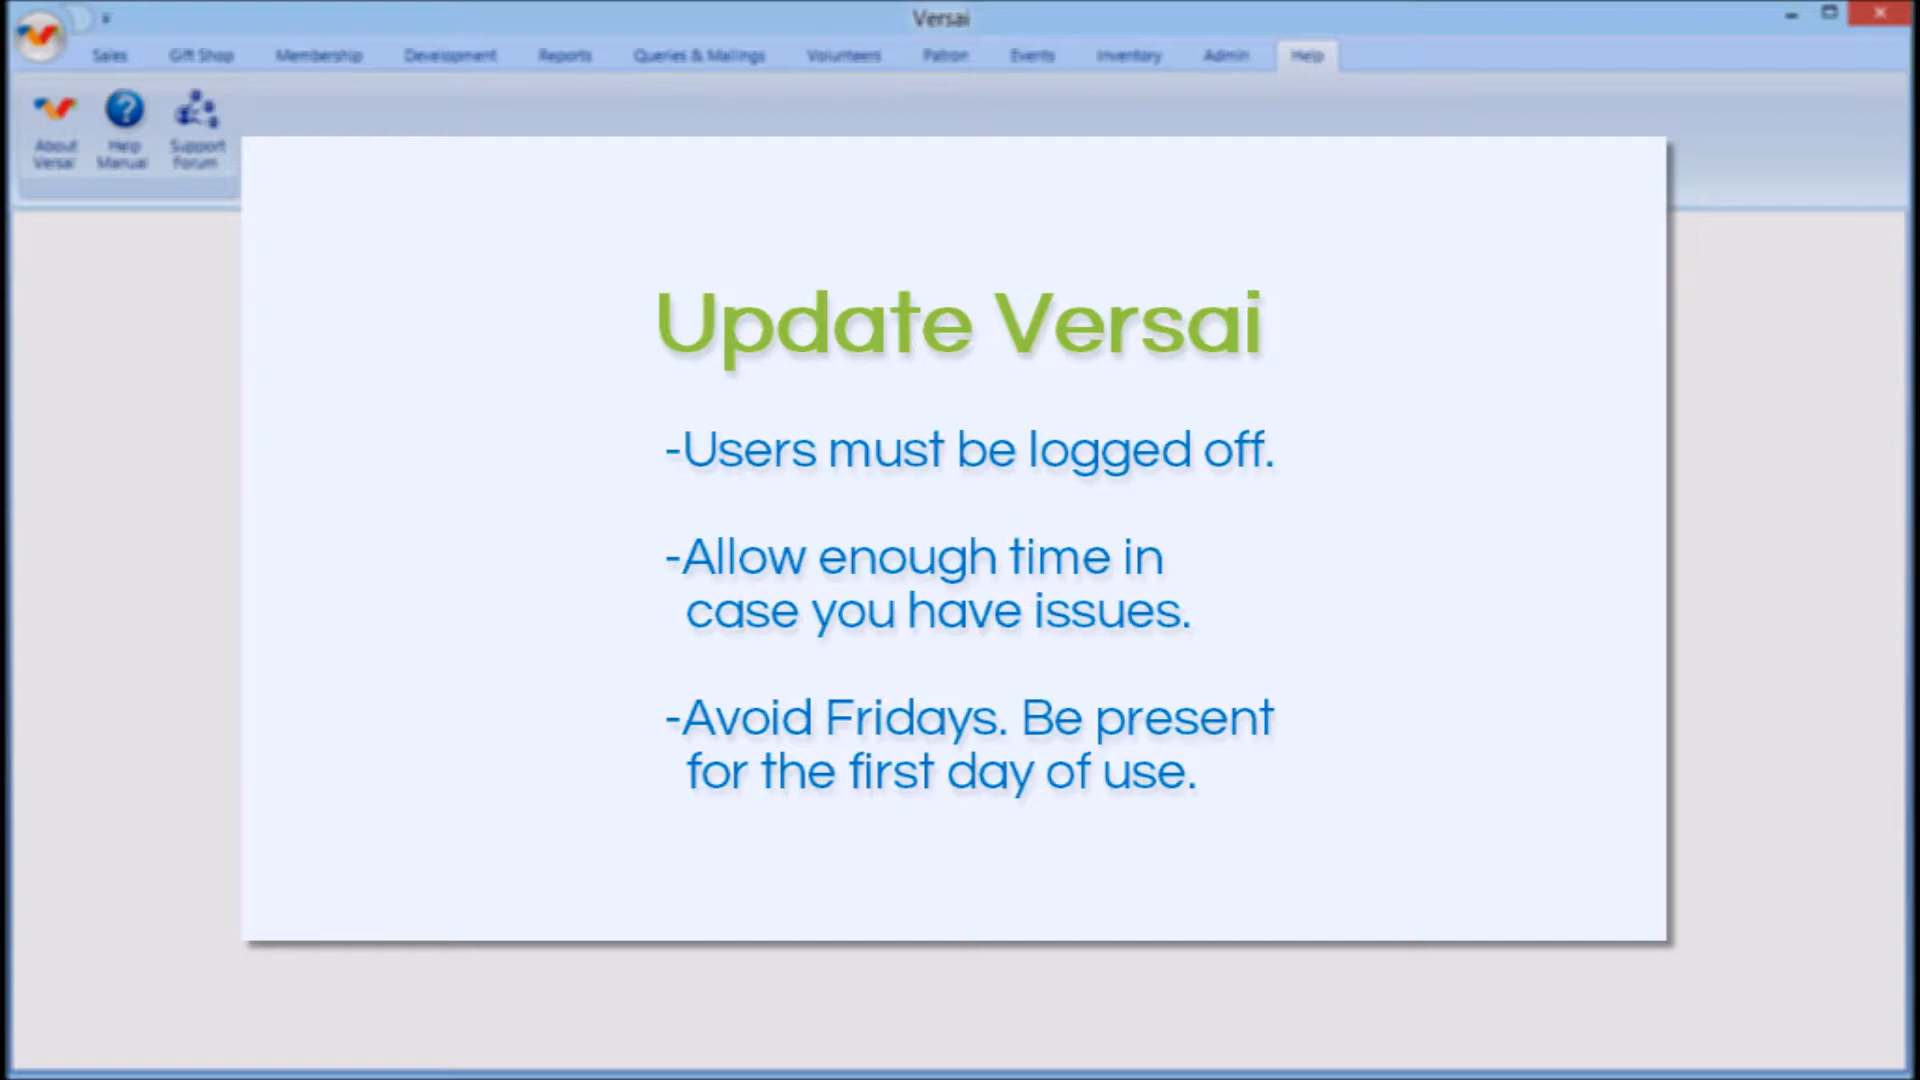 Versai
Sales Gift Shop Membership Development Reports Queries & Mailings Volunteers Patron Events Inventory Admin Help
About Versai
Help Manual
Support Forum
Update Versai
-Users must be logged off.
-Allow enough time in
case you have issues.
-Avoid Fridays. Be present
for the first day of use.